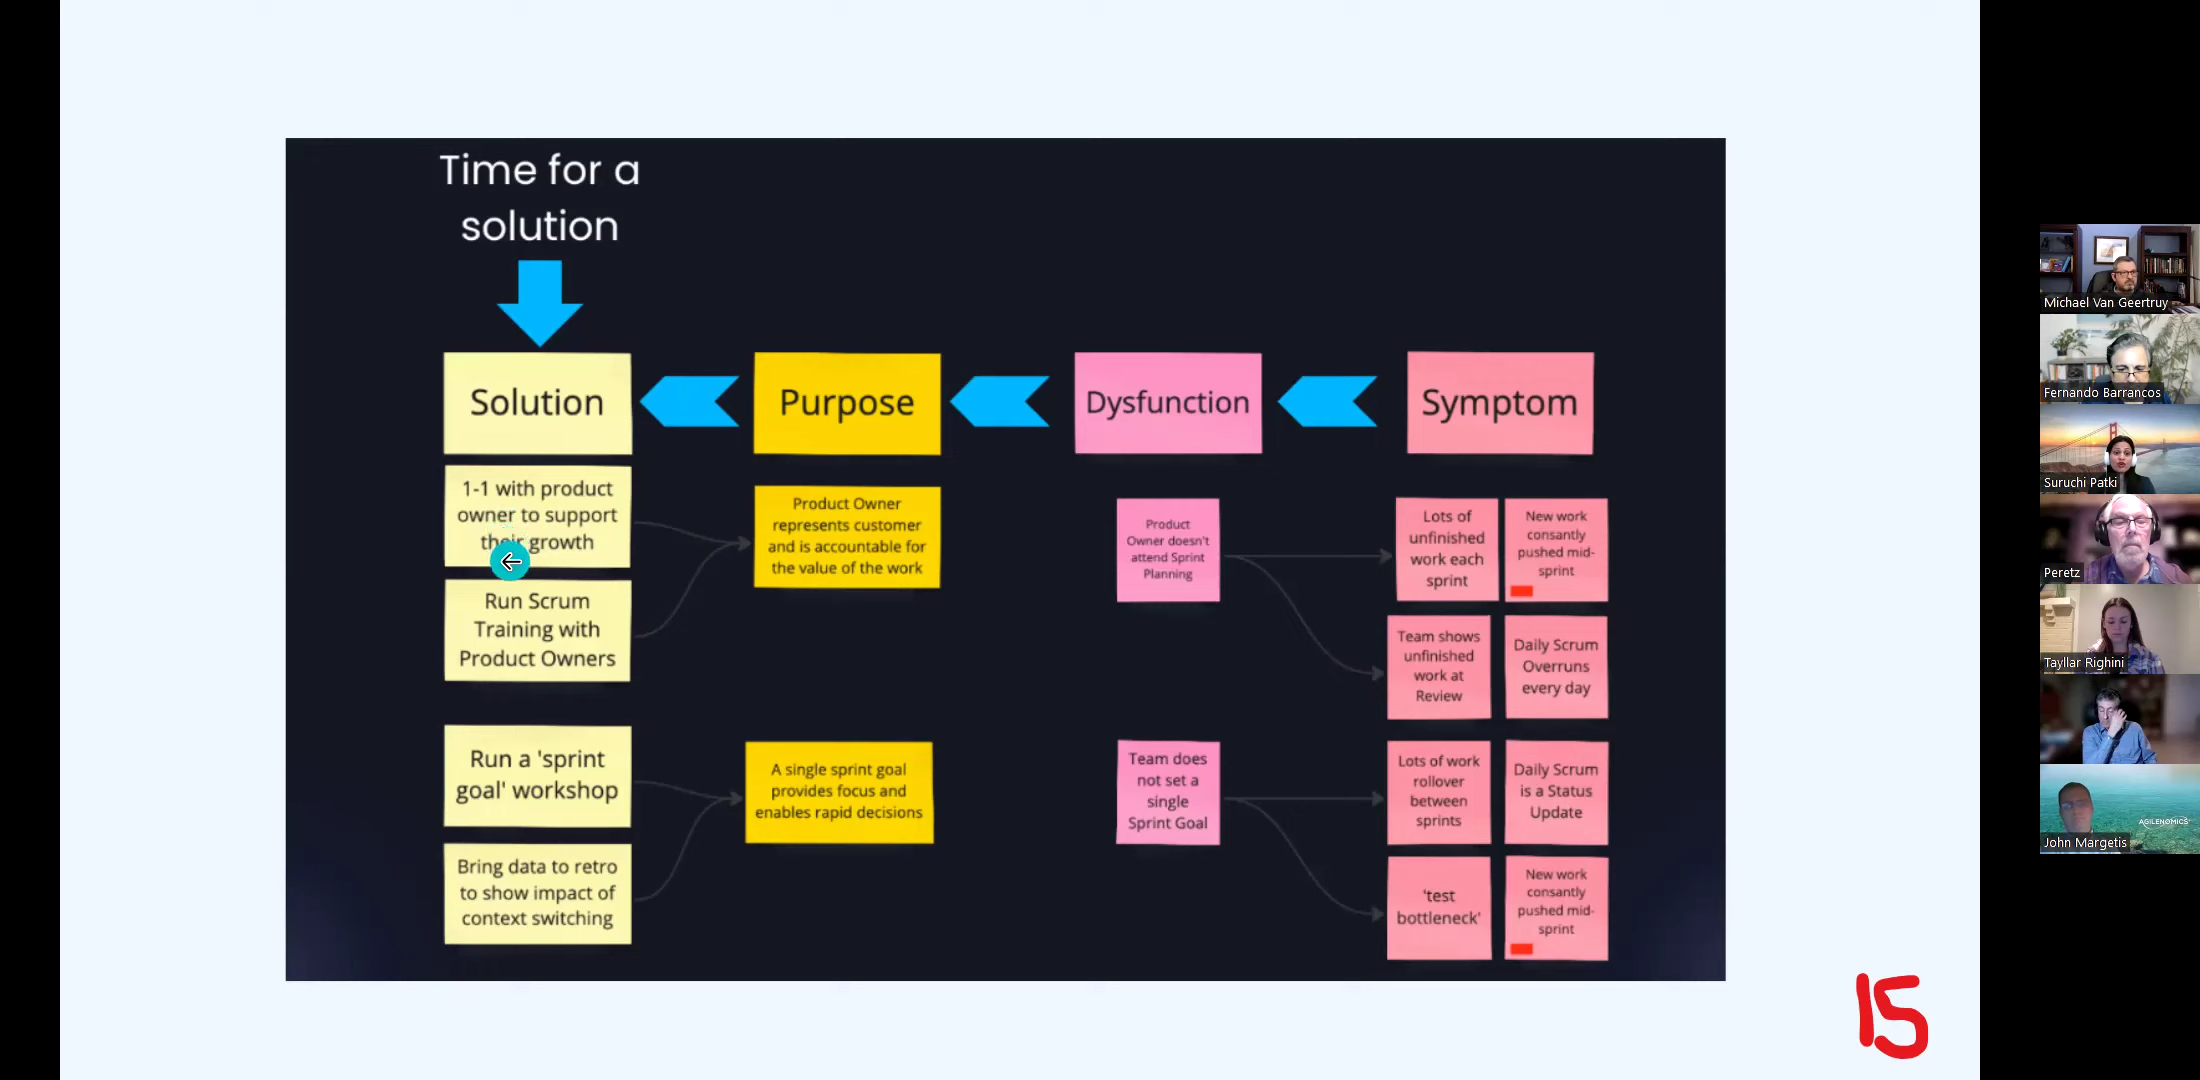 Time for a
solution
Solution
Purpose
Dysfunction
Symptom
1-1 with product
owner to support
their growth
Run Scrum
Training with
Product Owners
Product Owner
represents customer
and is accountable for
the value of the work
Product
Owner doesn't
attend Sprint
Planning
Lots of
unfinished
work each
sprint
New work
consantly
pushed mid-
sprint
Team shows
unfinished
work at
Review
Daily Scrum
Overruns
every day
Run a 'sprint
goal' workshop
Bring data to retro
to show impact of
context switching
A single sprint goal
provides focus and
enables rapid decisions
Team does
not set a
single
Sprint Goal
Lots of work
rollover
between
sprints
Daily Scrum
is a Status
Update
'test
bottleneck'
New work
consantly
pushed mid-
sprint
15
Michael Van Geertruy
Fernando Barrancos
Suruchi Patki
Peretz
Tayllar Righini
AGILENOMICS
John Margetis